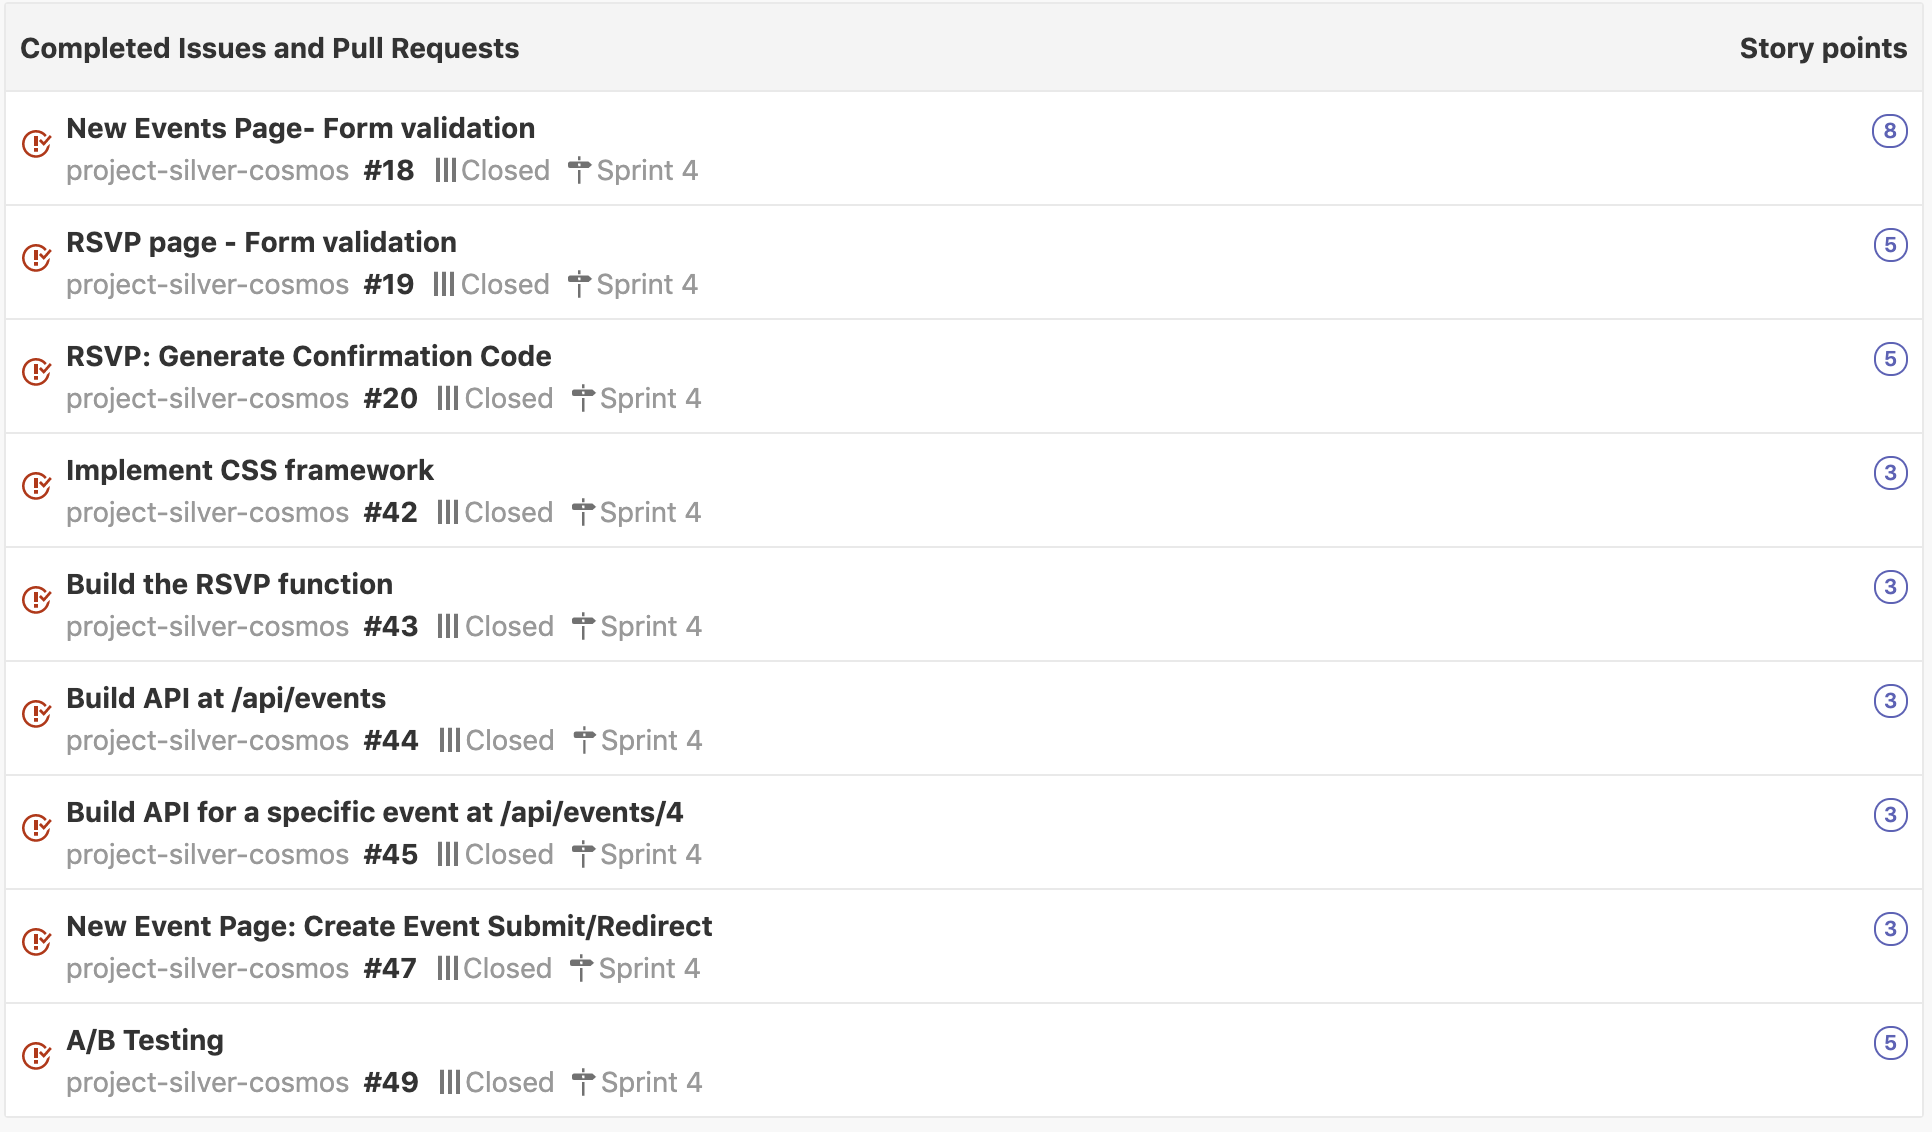 Completed Issues and Pull Requests Story points
New Events Page- Form validation 8
project-silver-cosmos #18 Closed Sprint 4
RSVP page - Form validation 5
project-silver-cosmos #19 Closed Sprint 4
RSVP: Generate Confirmation Code 5
project-silver-cosmos #20 Closed Sprint 4
Implement CSS framework 3
project-silver-cosmos #42 Closed Sprint 4
Build the RSVP function 3
project-silver-cosmos #43 Closed Sprint 4
Build API at /api/events 3
project-silver-cosmos #44 Closed Sprint 4
Build API for a specific event at /api/events/4 3
project-silver-cosmos #45 Closed Sprint 4
New Event Page: Create Event Submit/Redirect 3
project-silver-cosmos #47 Closed Sprint 4
A/B Testing 5
project-silver-cosmos #49 Closed Sprint 4